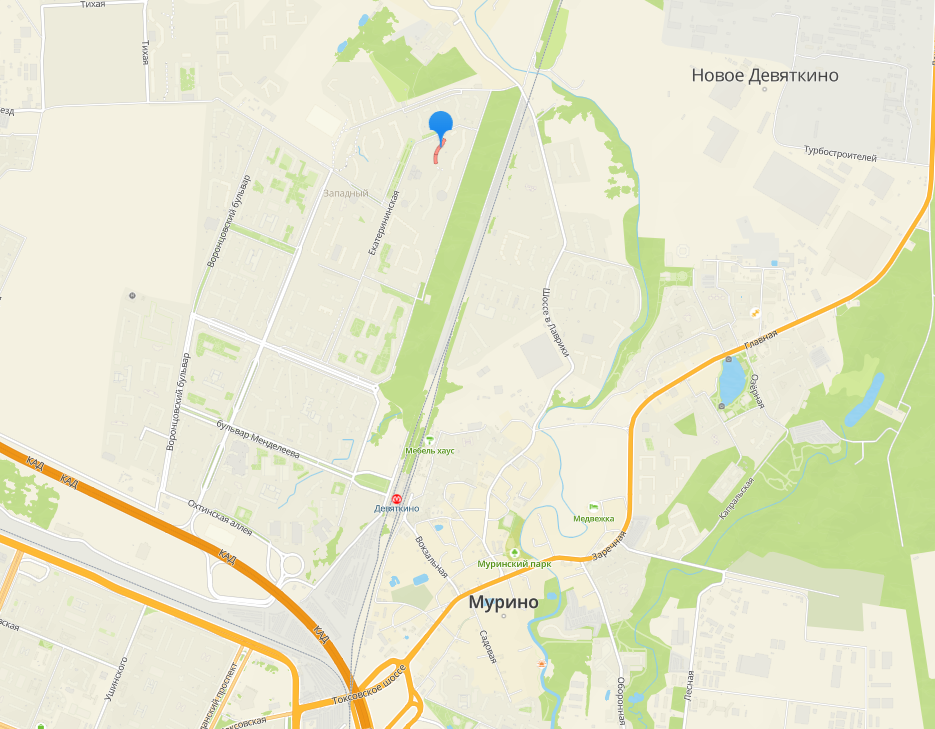 Тихая
Тихая
Новое Девяткино
Турбостроителей
Западный
Воронцовский бульвар
Екатерининская
Шоссе в Лаврики
Главная
Озёрная
Воронцовский бульвар
бульвар Менделеева
Мебель хаус
КАД
КАД
Девяткино
Капральская
Охтинская аллея
Медвежка
КАД
Вокзальная
Заречная
Муринский парк
Мурино
КАД
Садовая
Ушинского
Токсовское шоссе
Лесная
Оборонная